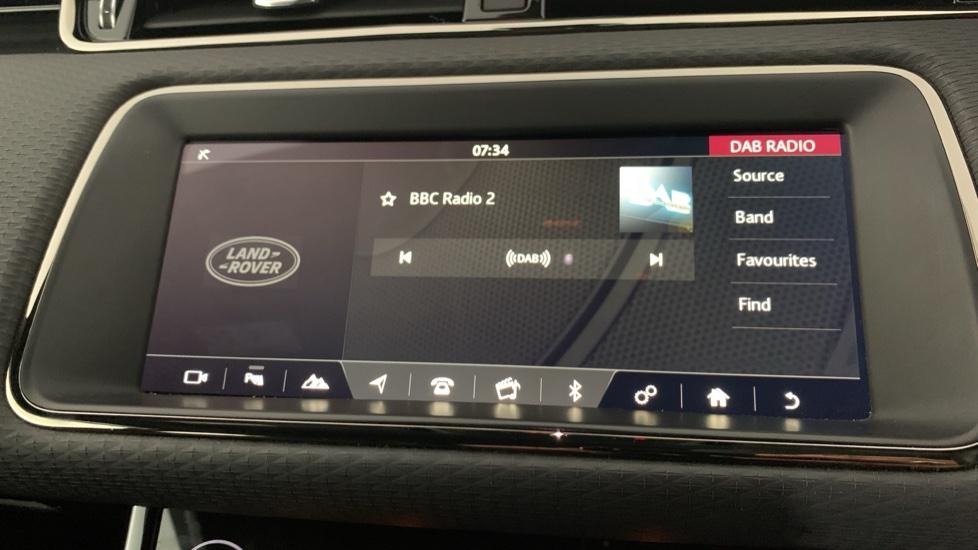 07:34
DAB RADIO
BBC Radio 2
Source
Band
Favourites
Find
LAND-
-ROVER
((DAB))